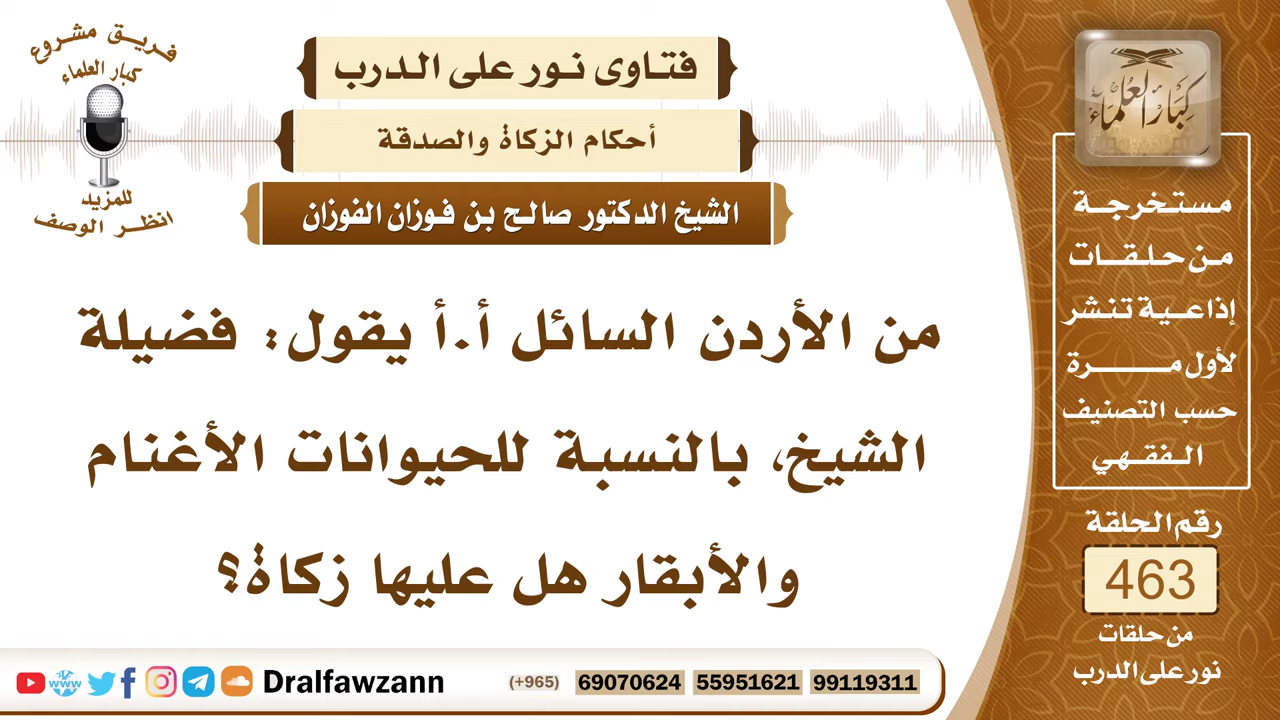 فريق مشروع
كبار العلماء
للمزيد
انظر الوصف
فتاوى نور على الدرب
أحكام الزكاة والصدقة
الشيخ الدكتور صالح بن فوزان الفوزان
من الأردن السائل أ.أ يقول: فضيلة
الشيخ، بالنسبة للحيوانات الأغنام
والأبقار هل عليها زكاة؟
كبار العلماء
مستخرجة
من حلقات
إذاعية تنشر
لأول مرة
حسب التصنيف
الفقهي
رقم الحلقة
463
من حلقات
نور على الدرب
www Dralfawzann (+965) 69070624 55951621 99119311